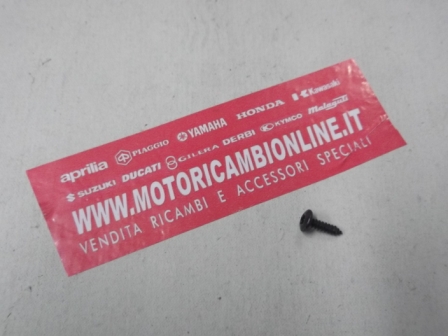 aprilia PIAGGIO YAMAHA HONDA Kawasaki
SUZUKI DUCATI GILERA DERBI KYMCO Malaguti
WWW.MOTORICAMBIONLINE.IT
VENDITA RICAMBI E ACCESSORI SPECIALI